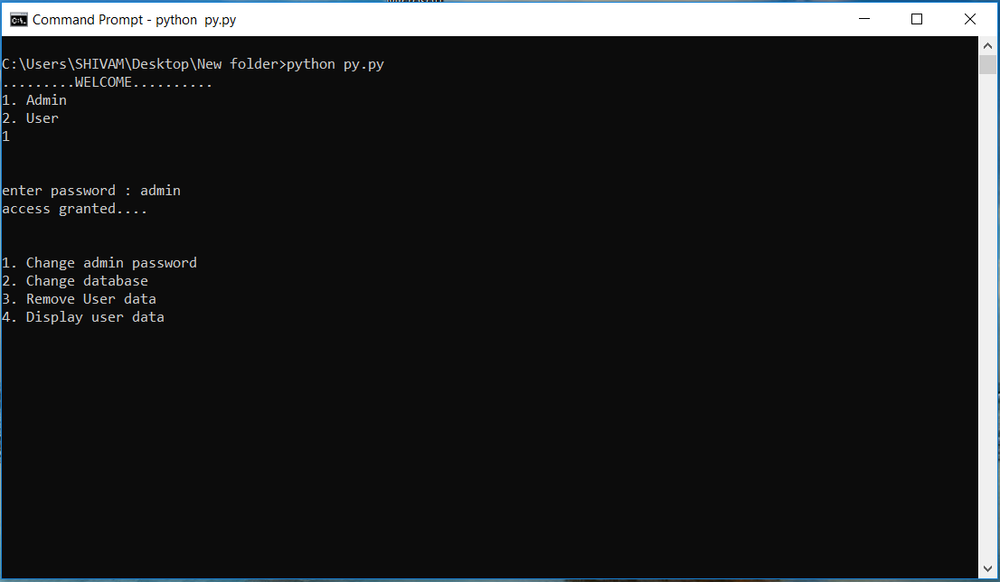 Command Prompt - python  py.py
C:\Users\SHIVAM\Desktop\New folder>python py.py
.........WELCOME..........
1. Admin
2. User
1
enter password : admin
access granted....
1. Change admin password
2. Change database
3. Remove User data
4. Display user data